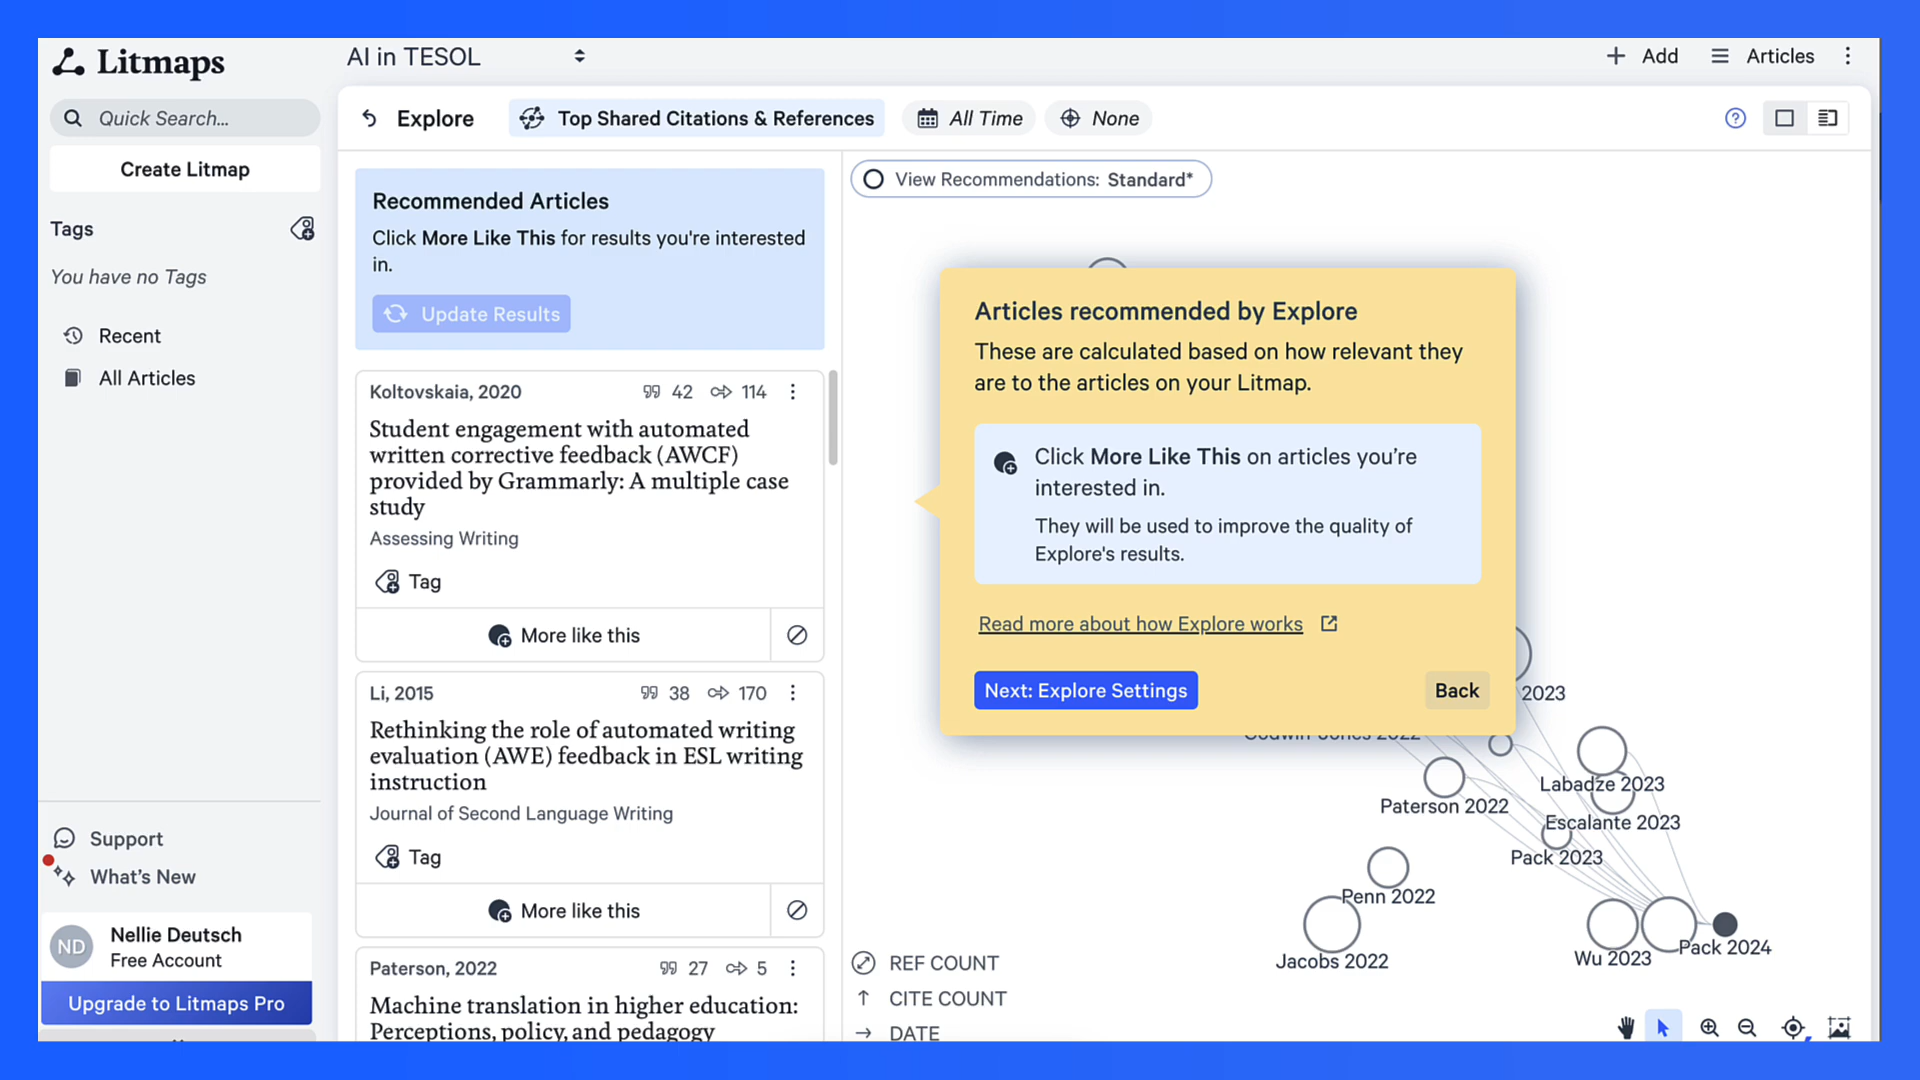 Litmaps
Quick Search...
Create Litmap
Tags
You have no Tags
Recent
All Articles
Support
What's New
ND
Nellie Deutsch
Free Account
Upgrade to Litmaps Pro
AI in TESOL
Add
Articles
Explore
Top Shared Citations & References
All Time
None
Recommended Articles
Click More Like This for results you're interested
in.
Update Results
Koltovskaia, 2020
42
114
Student engagement with automated
written corrective feedback (AWCF)
provided by Grammarly: A multiple case
study
Assessing Writing
Tag
More like this
Li, 2015
38
170
Rethinking the role of automated writing
evaluation (AWE) feedback in ESL writing
instruction
Journal of Second Language Writing
Tag
More like this
Paterson, 2022
27
5
Machine translation in higher education:
Perceptions, policy, and pedagogy
View Recommendations: Standard*
Articles recommended by Explore
These are calculated based on how relevant they
are to the articles on your Litmap.
Click More Like This on articles you’re
interested in.
They will be used to improve the quality of
Explore's results.
Read more about how Explore works
Next: Explore Settings
Back
2023
Godwin-Jones 2022
Labadze 2023
Paterson 2022
Escalante 2023
Pack 2023
Penn 2022
Jacobs 2022
Wu 2023
Pack 2024
REF COUNT
CITE COUNT
DATE